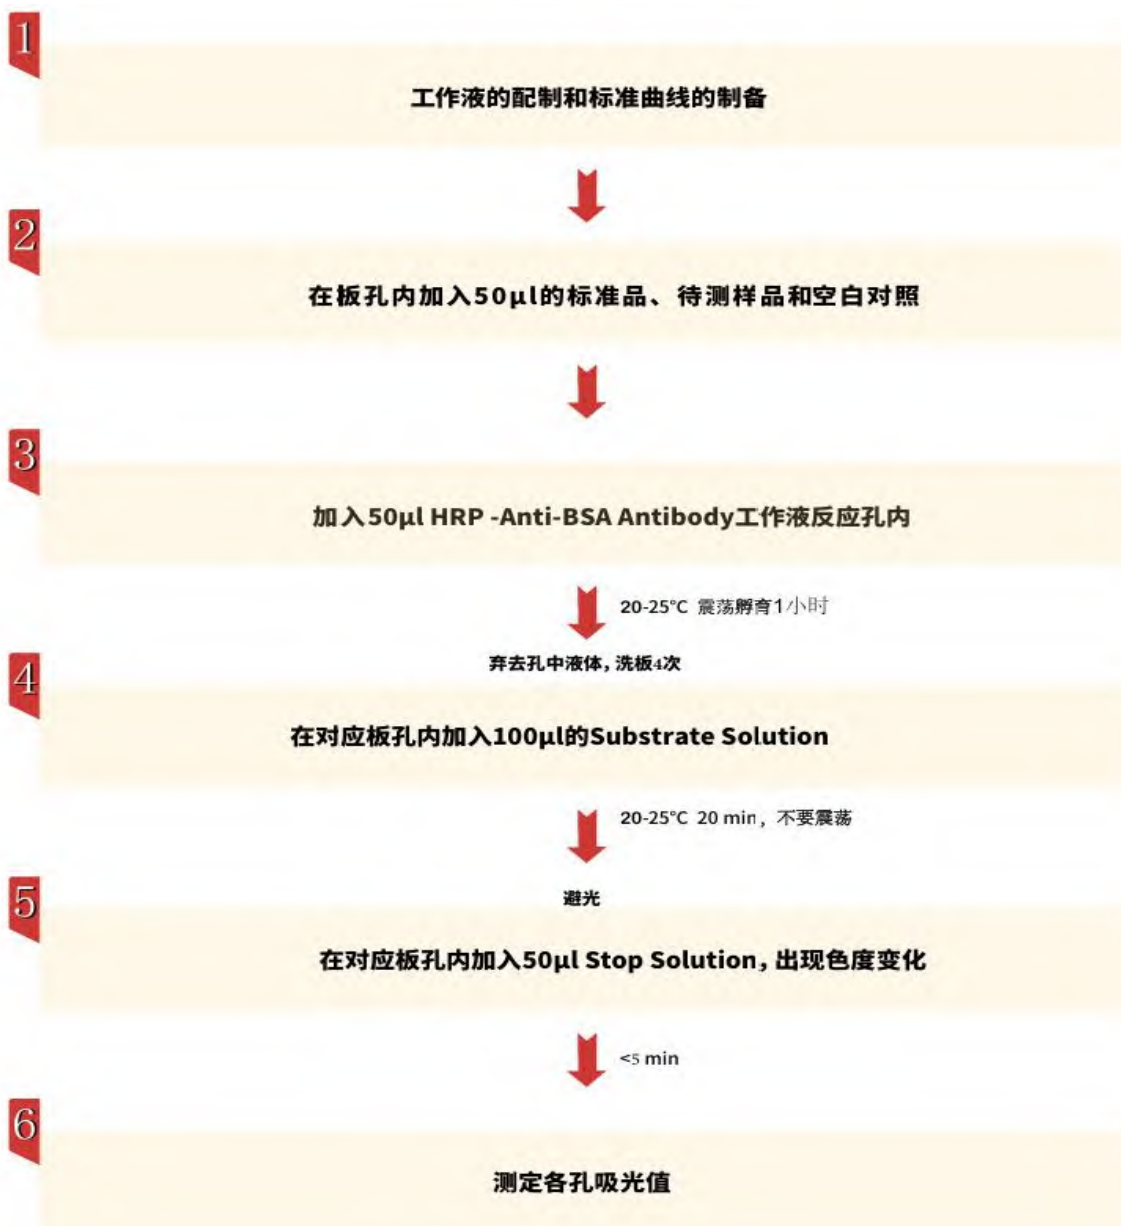 1
工作液的配制和标准曲线的制备
2
在板孔内加入50μl的标准品、待测样品和空白对照
3
加入50μl HRP -Anti-BSA Antibody工作液反应孔内
20-25°C 震荡孵育1小时
弃去孔中液体，洗板4次
4
在对应板孔内加入100μl的Substrate Solution
20-25°C 20 min，不要震荡
避光
5
在对应板孔内加入50μl Stop Solution，出现色度变化
<5 min
6
测定各孔吸光值